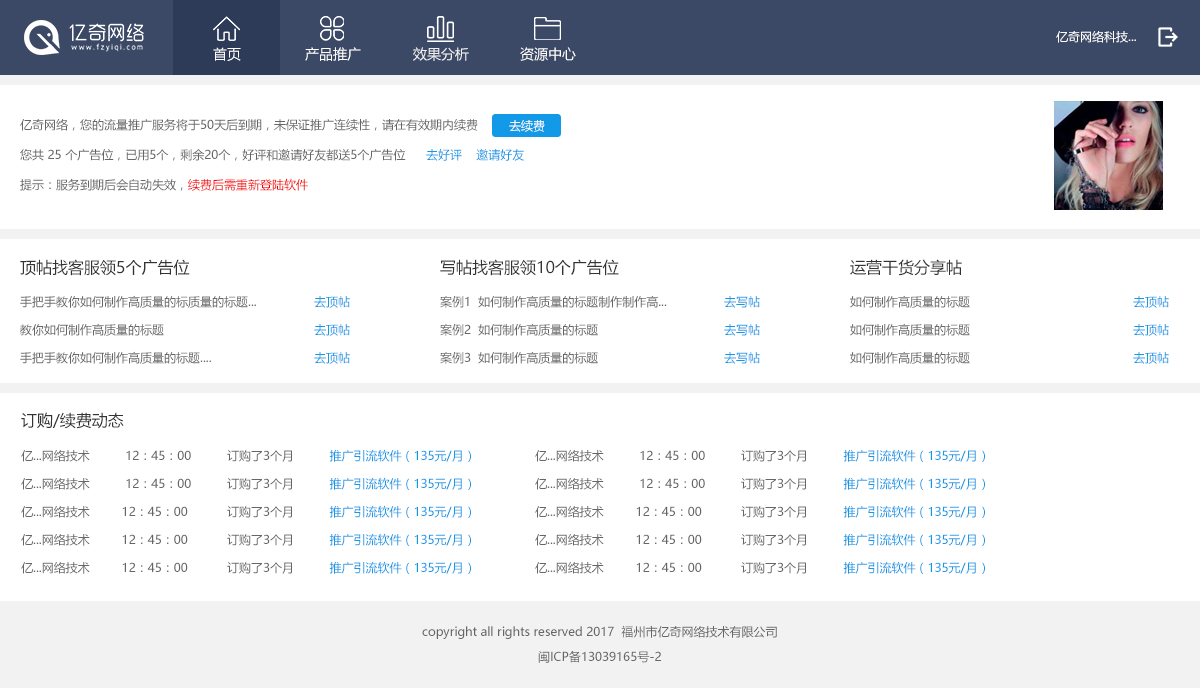 亿奇网络
www.fzyiqi.com
首页
产品推广
效果分析
资源中心
亿奇网络科技...
亿奇网络，您的流量推广服务将于50天后到期，未保证推广连续性，请在有效期内续费 去续费
您共 25 个广告位，已用5个，剩余20个，好评和邀请好友都送5个广告位 去好评 邀请好友
提示：服务到期后会自动失效，续费后需重新登陆软件
顶帖找客服领5个广告位
手把手教你如何制作高质量的标质量的标题... 去顶帖
教你如何制作高质量的标题 去顶帖
手把手教你如何制作高质量的标题.... 去顶帖
写帖找客服领10个广告位
案例1 如何制作高质量的标题制作制作高... 去写帖
案例2 如何制作高质量的标题 去写帖
案例3 如何制作高质量的标题 去写帖
运营干货分享帖
如何制作高质量的标题 去顶帖
如何制作高质量的标题 去顶帖
如何制作高质量的标题 去顶帖
订购/续费动态
亿...网络技术 12：45：00 订购了3个月 推广引流软件（135元/月） 亿...网络技术 12：45：00 订购了3个月 推广引流软件（135元/月）
亿...网络技术 12：45：00 订购了3个月 推广引流软件（135元/月） 亿...网络技术 12：45：00 订购了3个月 推广引流软件（135元/月）
亿...网络技术 12：45：00 订购了3个月 推广引流软件（135元/月） 亿...网络技术 12：45：00 订购了3个月 推广引流软件（135元/月）
亿...网络技术 12：45：00 订购了3个月 推广引流软件（135元/月） 亿...网络技术 12：45：00 订购了3个月 推广引流软件（135元/月）
亿...网络技术 12：45：00 订购了3个月 推广引流软件（135元/月） 亿...网络技术 12：45：00 订购了3个月 推广引流软件（135元/月）
copyright all rights reserved 2017 福州市亿奇网络技术有限公司
闽ICP备13039165号-2